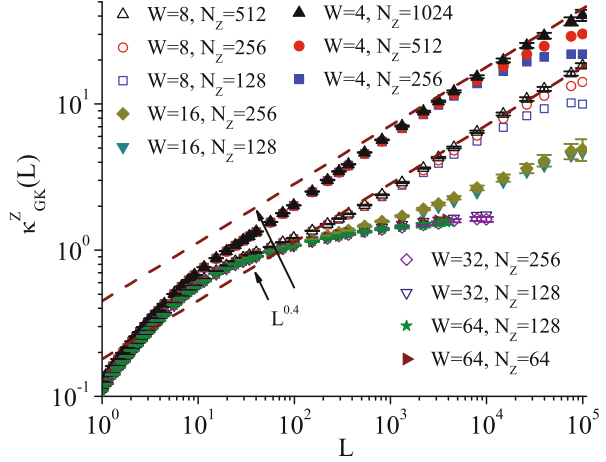 W=8, N_Z=512
W=8, N_Z=256
W=8, N_Z=128
W=16, N_Z=256
W=16, N_Z=128
W=4, N_Z=1024
W=4, N_Z=512
W=4, N_Z=256
κ^Z_GK(L)
10^1
10^0
10^-1
L^0.4
W=32, N_Z=256
W=32, N_Z=128
W=64, N_Z=128
W=64, N_Z=64
10^0 10^1 10^2 10^3 10^4 10^5
L